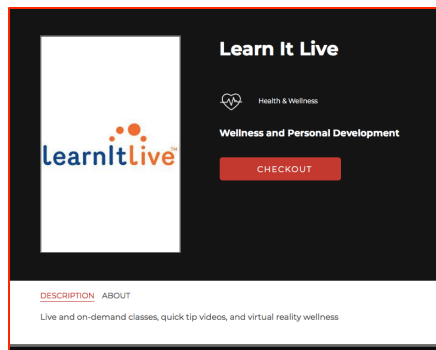 Learn It Live
Health & Wellness
Wellness and Personal Development
learnitlive™
CHECKOUT
DESCRIPTION ABOUT
Live and on-demand classes, quick tip videos, and virtual reality wellness